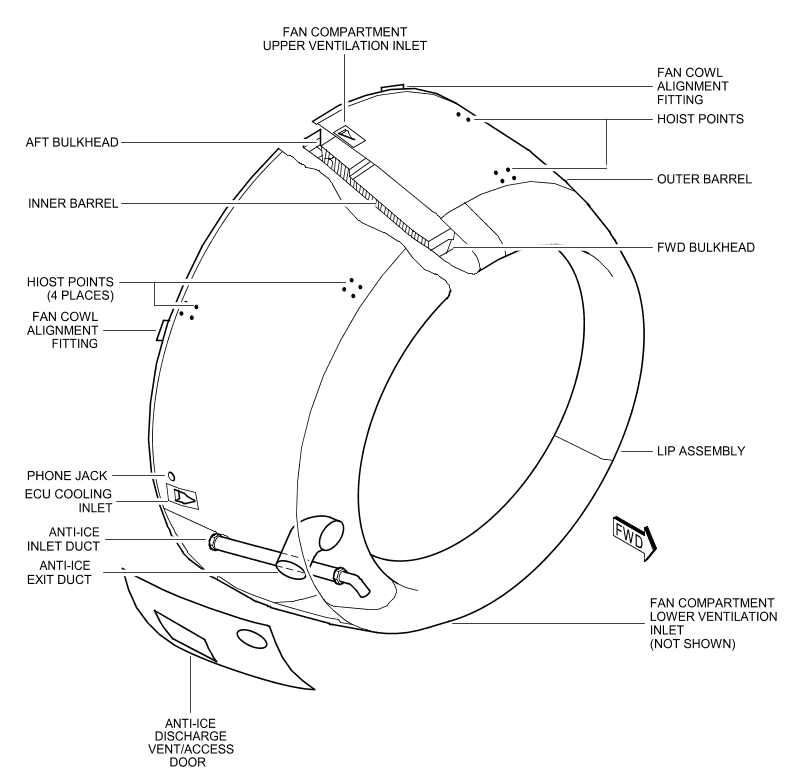 FAN COMPARTMENT
UPPER VENTILATION INLET
FAN COWL
ALIGNMENT
FITTING
HOIST POINTS
AFT BULKHEAD
OUTER BARREL
INNER BARREL
FWD BULKHEAD
HIOST POINTS
(4 PLACES)
FAN COWL
ALIGNMENT
FITTING
LIP ASSEMBLY
PHONE JACK
ECU COOLING
INLET
ANTI-ICE
INLET DUCT
FWD
ANTI-ICE
EXIT DUCT
FAN COMPARTMENT
LOWER VENTILATION
INLET
(NOT SHOWN)
ANTI-ICE
DISCHARGE
VENT/ACCESS
DOOR